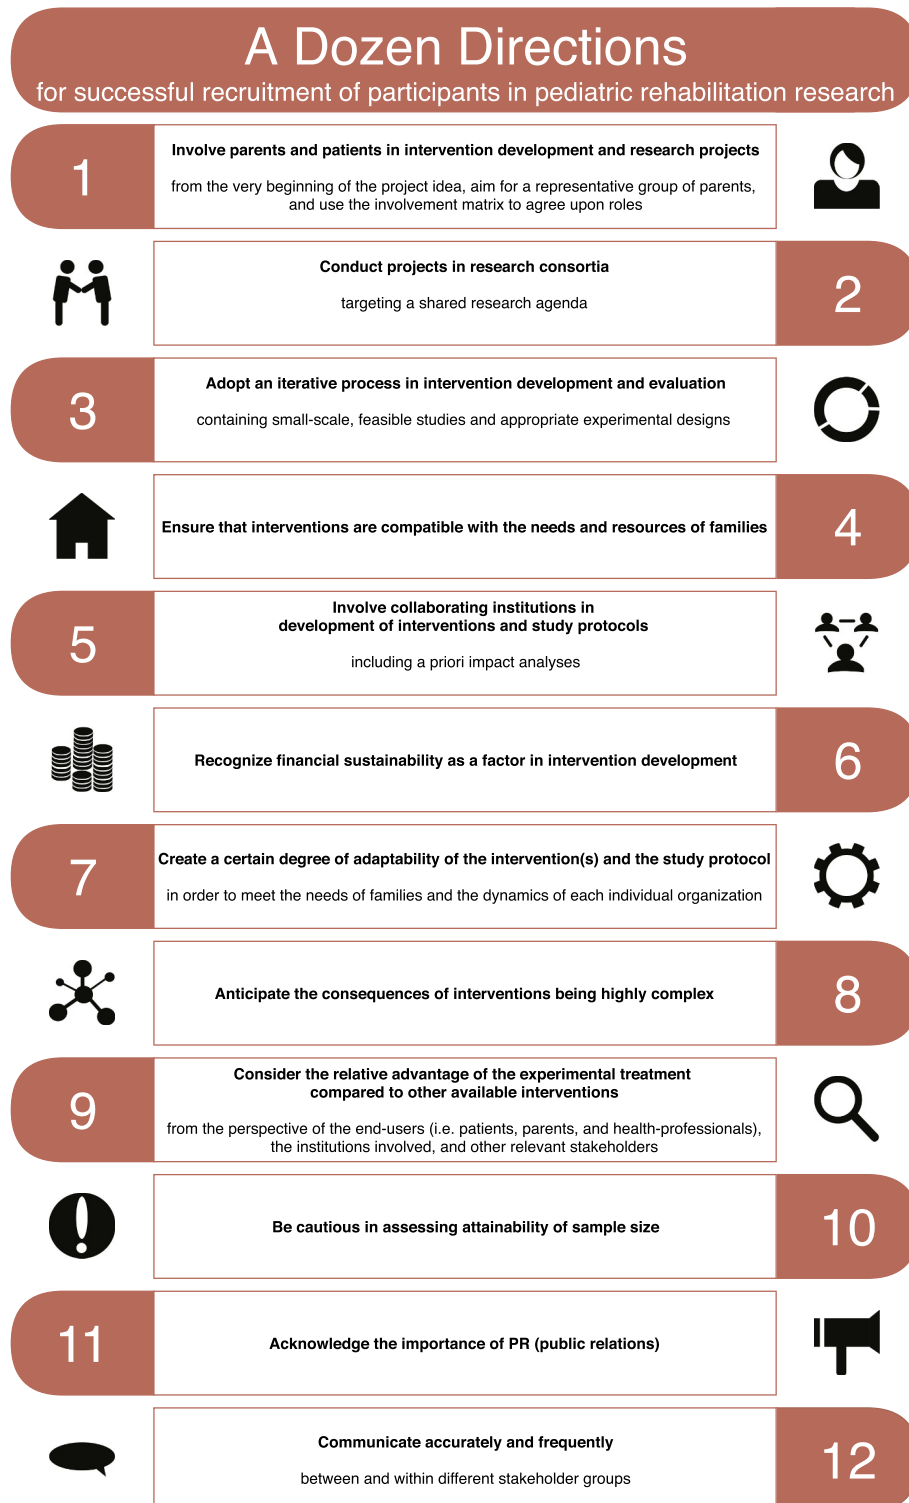 A Dozen Directions
for successful recruitment of participants in pediatric rehabilitation research
1
Involve parents and patients in intervention development and research projects
from the very beginning of the project idea, aim for a representative group of parents,
and use the involvement matrix to agree upon roles
Conduct projects in research consortia
targeting a shared research agenda
2
3
Adopt an iterative process in intervention development and evaluation
containing small-scale, feasible studies and appropriate experimental designs
Ensure that interventions are compatible with the needs and resources of families
4
5
Involve collaborating institutions in
development of interventions and study protocols
including a priori impact analyses
Recognize financial sustainability as a factor in intervention development
6
7
Create a certain degree of adaptability of the intervention(s) and the study protocol
in order to meet the needs of families and the dynamics of each individual organization
Anticipate the consequences of interventions being highly complex
8
9
Consider the relative advantage of the experimental treatment
compared to other available interventions
from the perspective of the end-users (i.e. patients, parents, and health-professionals),
the institutions involved, and other relevant stakeholders
Be cautious in assessing attainability of sample size
10
11
Acknowledge the importance of PR (public relations)
Communicate accurately and frequently
between and within different stakeholder groups
12